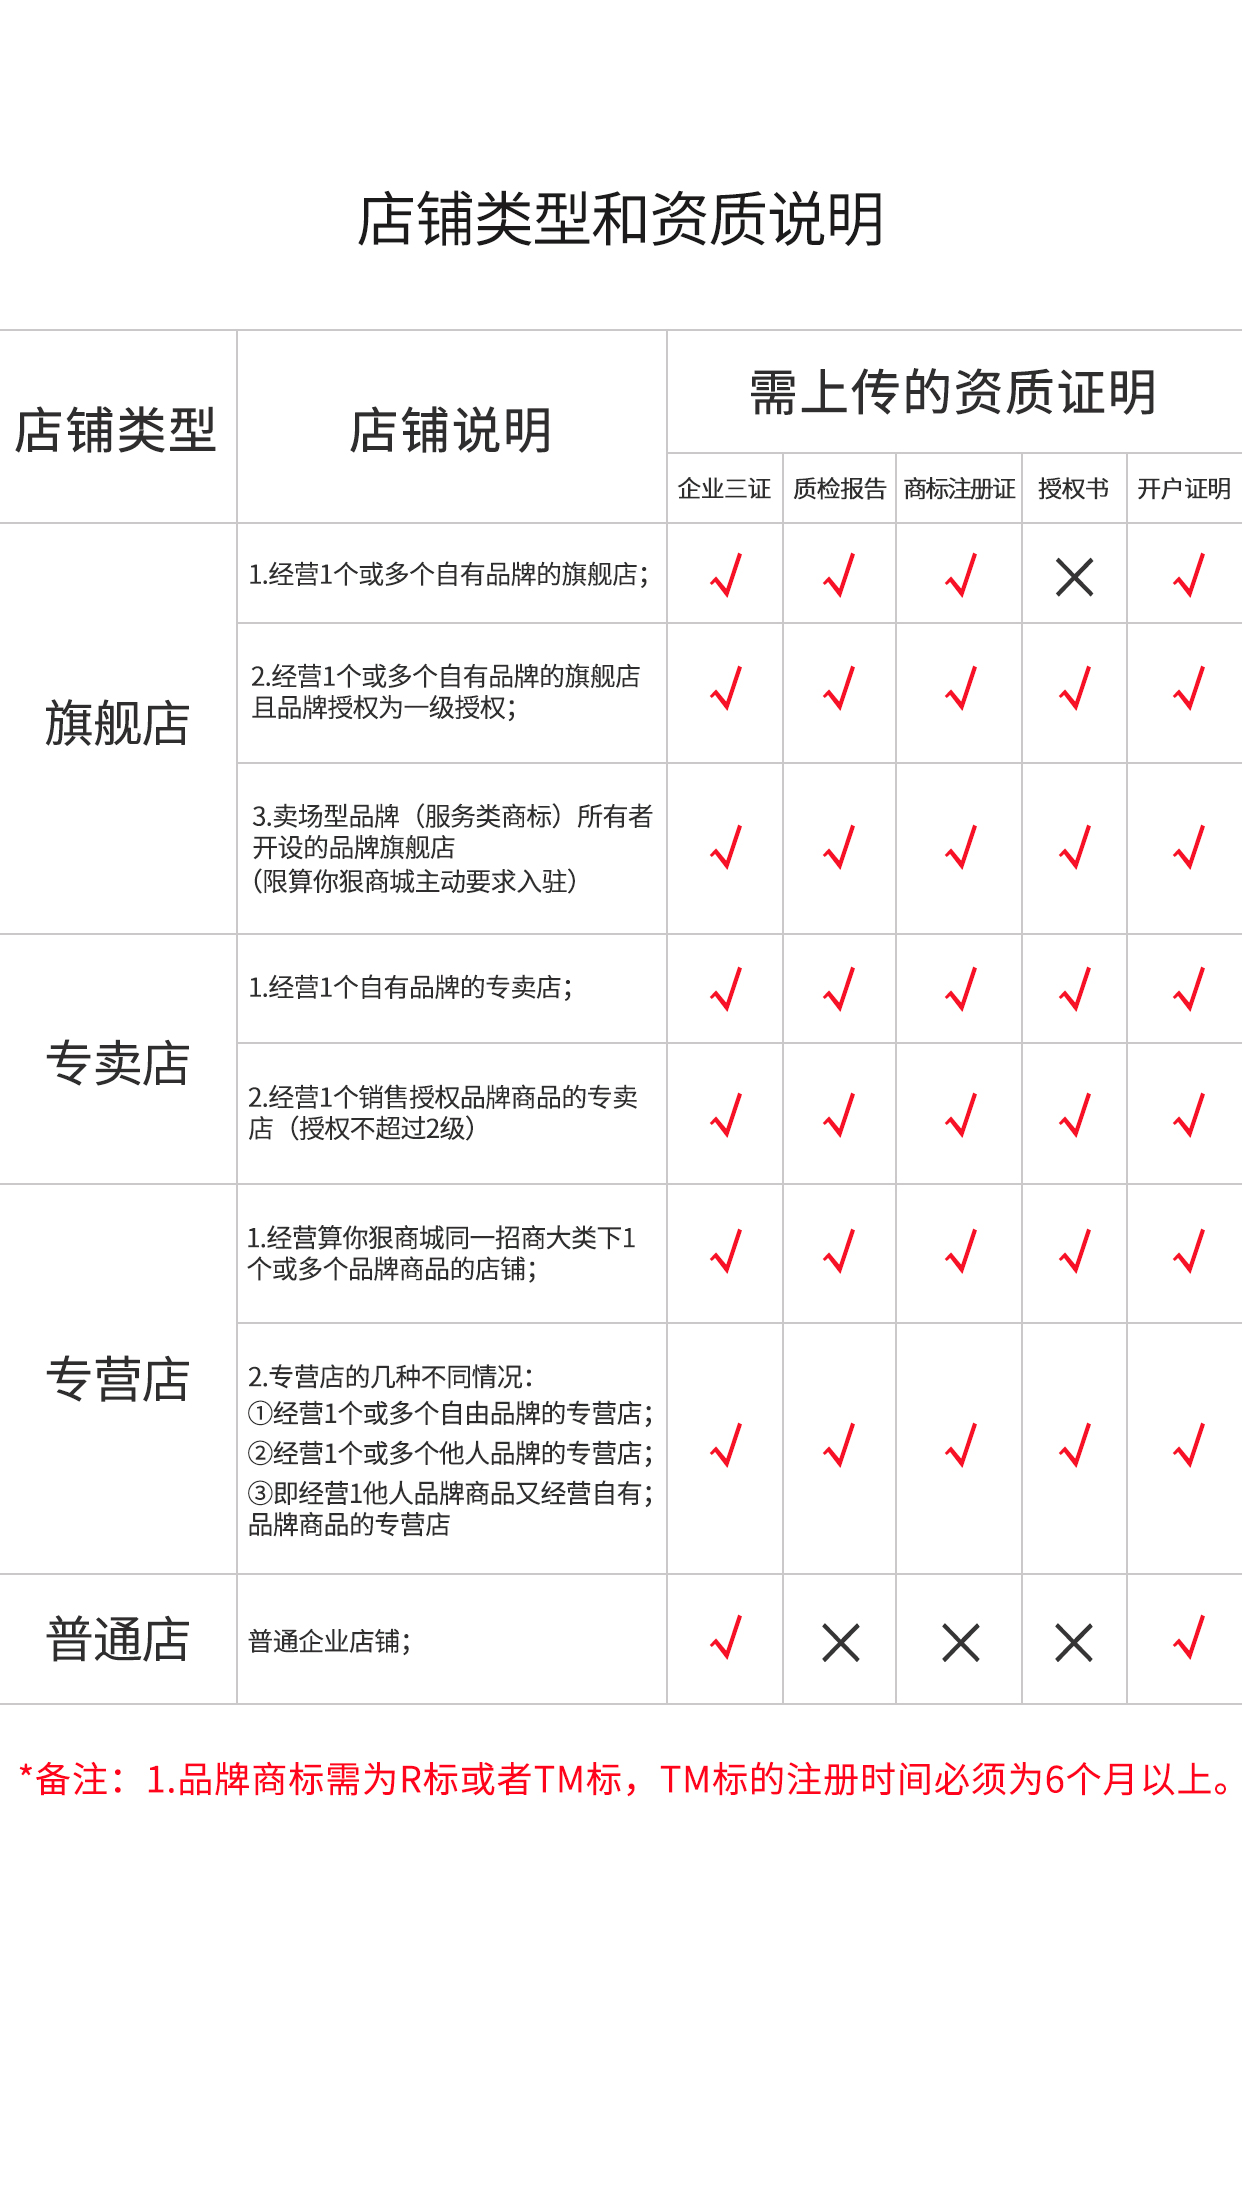 店铺类型和资质说明
店铺类型
店铺说明
需上传的资质证明
企业三证
质检报告
商标注册证
授权书
开户证明
旗舰店
1.经营1个或多个自有品牌的旗舰店；
2.经营1个或多个自有品牌的旗舰店
且品牌授权为一级授权；
3.卖场型品牌（服务类商标）所有者
开设的品牌旗舰店
（限算你狠商城主动要求入驻）
专卖店
1.经营1个自有品牌的专卖店；
2.经营1个销售授权品牌商品的专卖
店（授权不超过2级）
专营店
1.经营算你狠商城同一招商大类下1
个或多个品牌商品的店铺；
2.专营店的几种不同情况：
①经营1个或多个自由品牌的专营店；
②经营1个或多个他人品牌的专营店；
③即经营1他人品牌商品又经营自有；
品牌商品的专营店
普通店
普通企业店铺；
*备注：1.品牌商标需为R标或者TM标，TM标的注册时间必须为6个月以上。